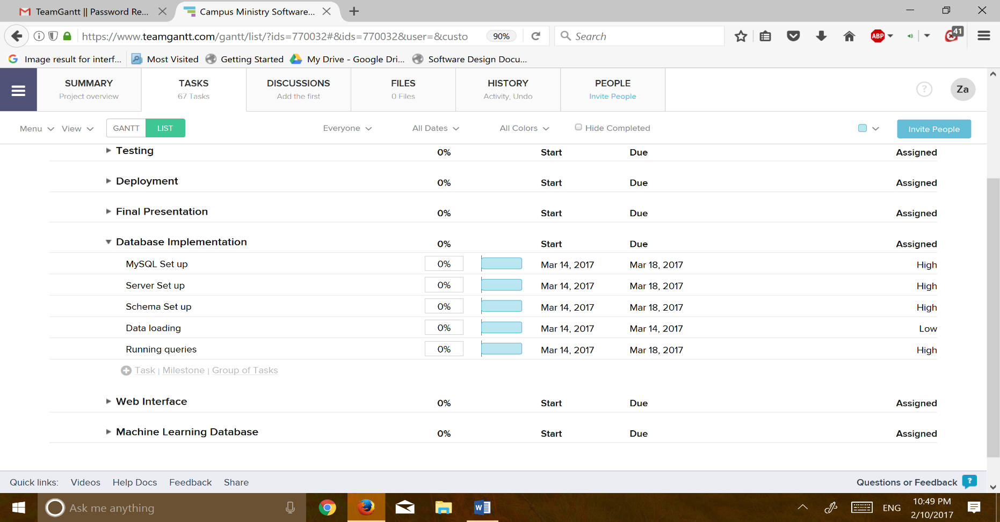 TeamGantt || Password Re... Campus Ministry Software...
https://www.teamgantt.com/gantt/list/?ids=770032#&ids=770032&user=&custo 90% Search ABP 41
Image result for interf... Most Visited Getting Started My Drive - Google Dri... Software Design Docu...
SUMMARY TASKS DISCUSSIONS FILES HISTORY PEOPLE
Project overview 67 Tasks Add the first 0 Files Activity, Undo Invite People ? Za
Menu View GANTT LIST Everyone All Dates All Colors Hide Completed Invite People
Testing 0% Start Due Assigned
Deployment 0% Start Due Assigned
Final Presentation 0% Start Due Assigned
Database Implementation 0% Start Due Assigned
MySQL Set up 0% Mar 14, 2017 Mar 18, 2017 High
Server Set up 0% Mar 14, 2017 Mar 18, 2017 High
Schema Set up 0% Mar 14, 2017 Mar 18, 2017 High
Data loading 0% Mar 14, 2017 Mar 14, 2017 Low
Running queries 0% Mar 14, 2017 Mar 18, 2017 High
Task | Milestone | Group of Tasks
Web Interface 0% Start Due Assigned
Machine Learning Database 0% Start Due Assigned
Quick links: Videos Help Docs Feedback Share Questions or Feedback ?
Ask me anything W ENG 10:49 PM
2/10/2017